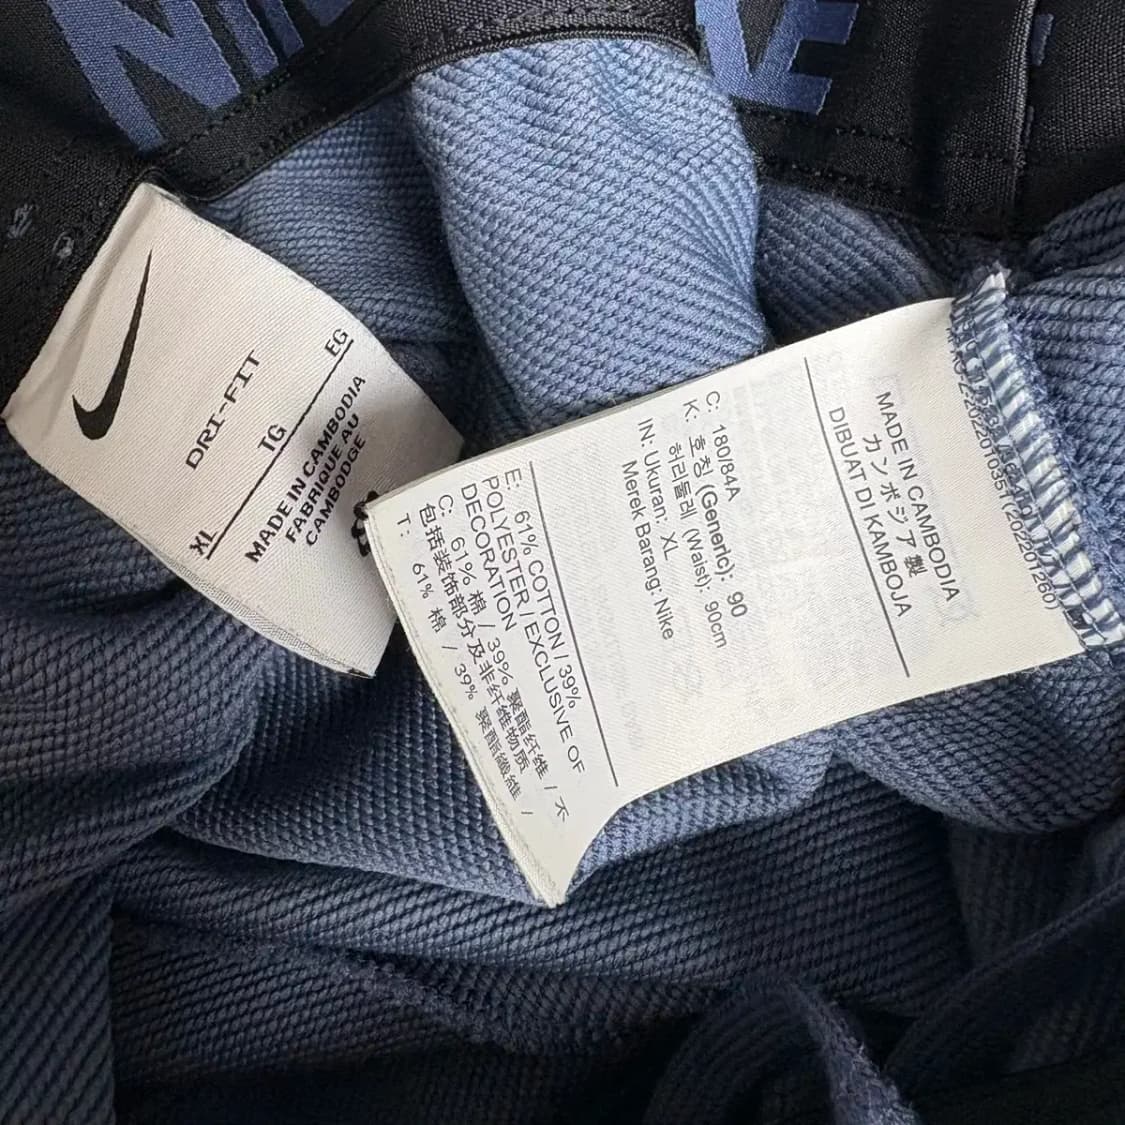 DRI-FIT
XL TG EG
MADE IN CAMBODIA
FABRIQUE AU
CAMBODGE
MADE IN CAMBODIA
カンボジア製
DIBUAT DI KAMBOJA
C: 180/84A
K: 호칭 (Generic): 90
허리둘레 (Waist): 90cm
IN: Ukuran: XL
Merek Barang: Nike
E: 61% COTTON / 39%
POLYESTER / EXCLUSIVE OF
DECORATION
C: 61% 棉 / 39% 聚酯纤维 / 不
包括装饰部分及非纤维物质
T: 61% 棉 / 39% 聚酯纖維 /